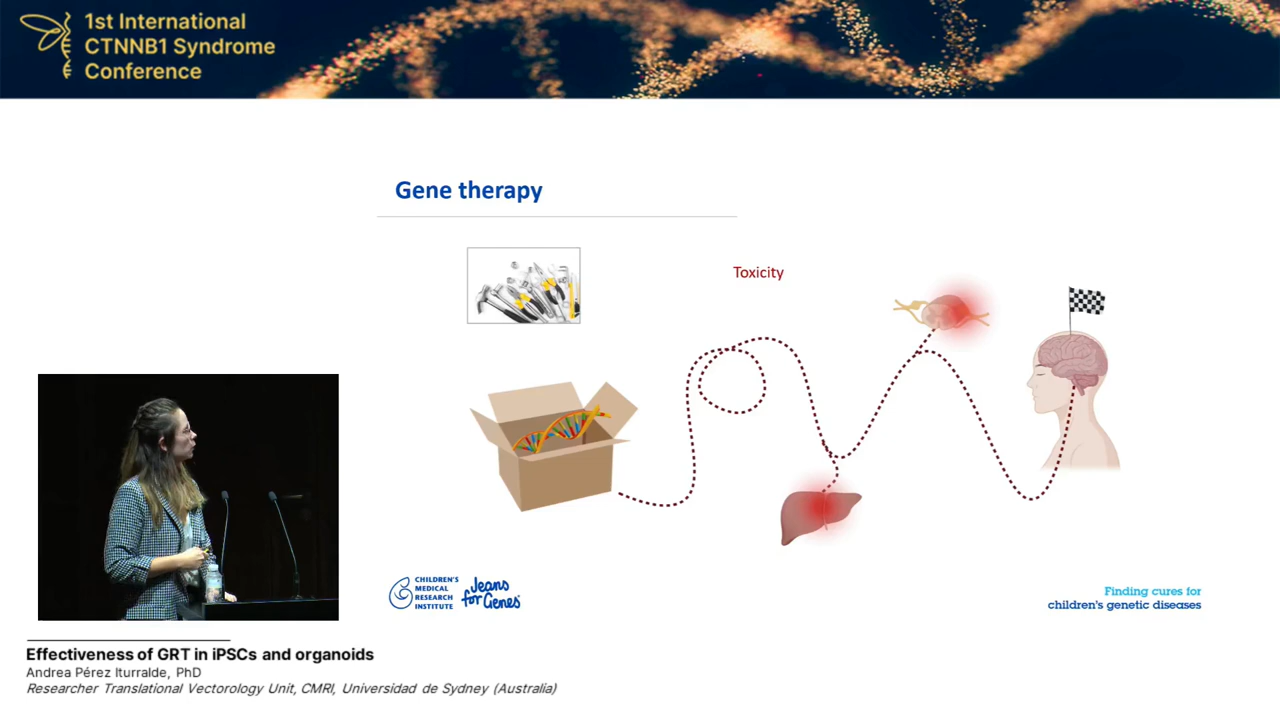 1st International
CTNNB1 Syndrome
Conference
Gene therapy
Toxicity
CHILDREN'S
MEDICAL
RESEARCH
INSTITUTE
Jeans
for Genes
Finding cures for
children's genetic diseases
Effectiveness of GRT in iPSCs and organoids
Andrea Pérez Iturralde, PhD
Researcher Translational Vectorology Unit, CMRI, Universidad de Sydney (Australia)